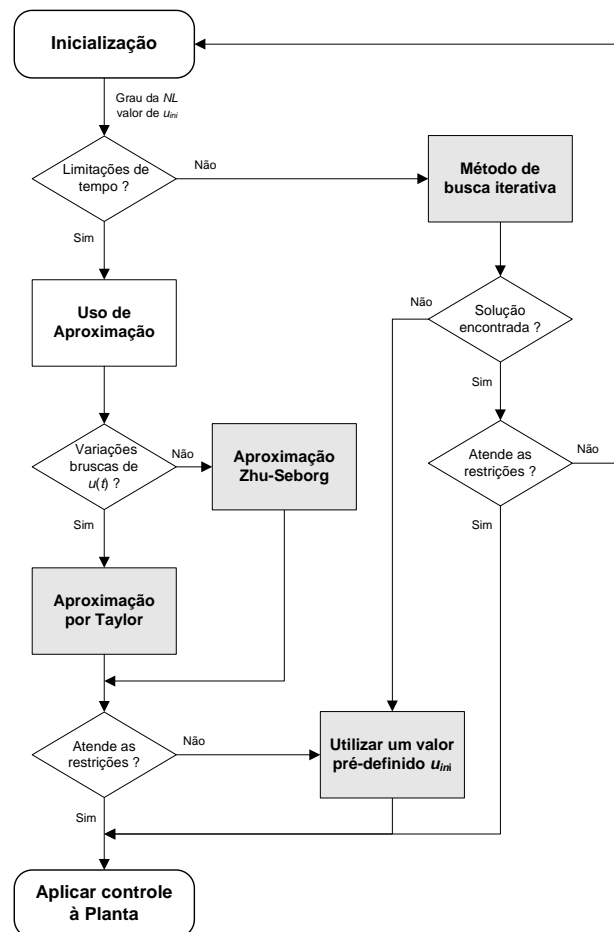 Inicialização
Grau da NL
valor de uini
Limitações de
tempo ?
Não
Método de
busca iterativa
Sim
Uso de
Aproximação
Não
Solução
encontrada ?
Sim
Variações
bruscas de
u(t) ?
Não
Aproximação
Zhu-Seborg
Atende as
restrições ?
Não
Sim
Sim
Aproximação
por Taylor
Atende as
restrições ?
Não
Utilizar um valor
pré-definido uini
Sim
Aplicar controle
à Planta